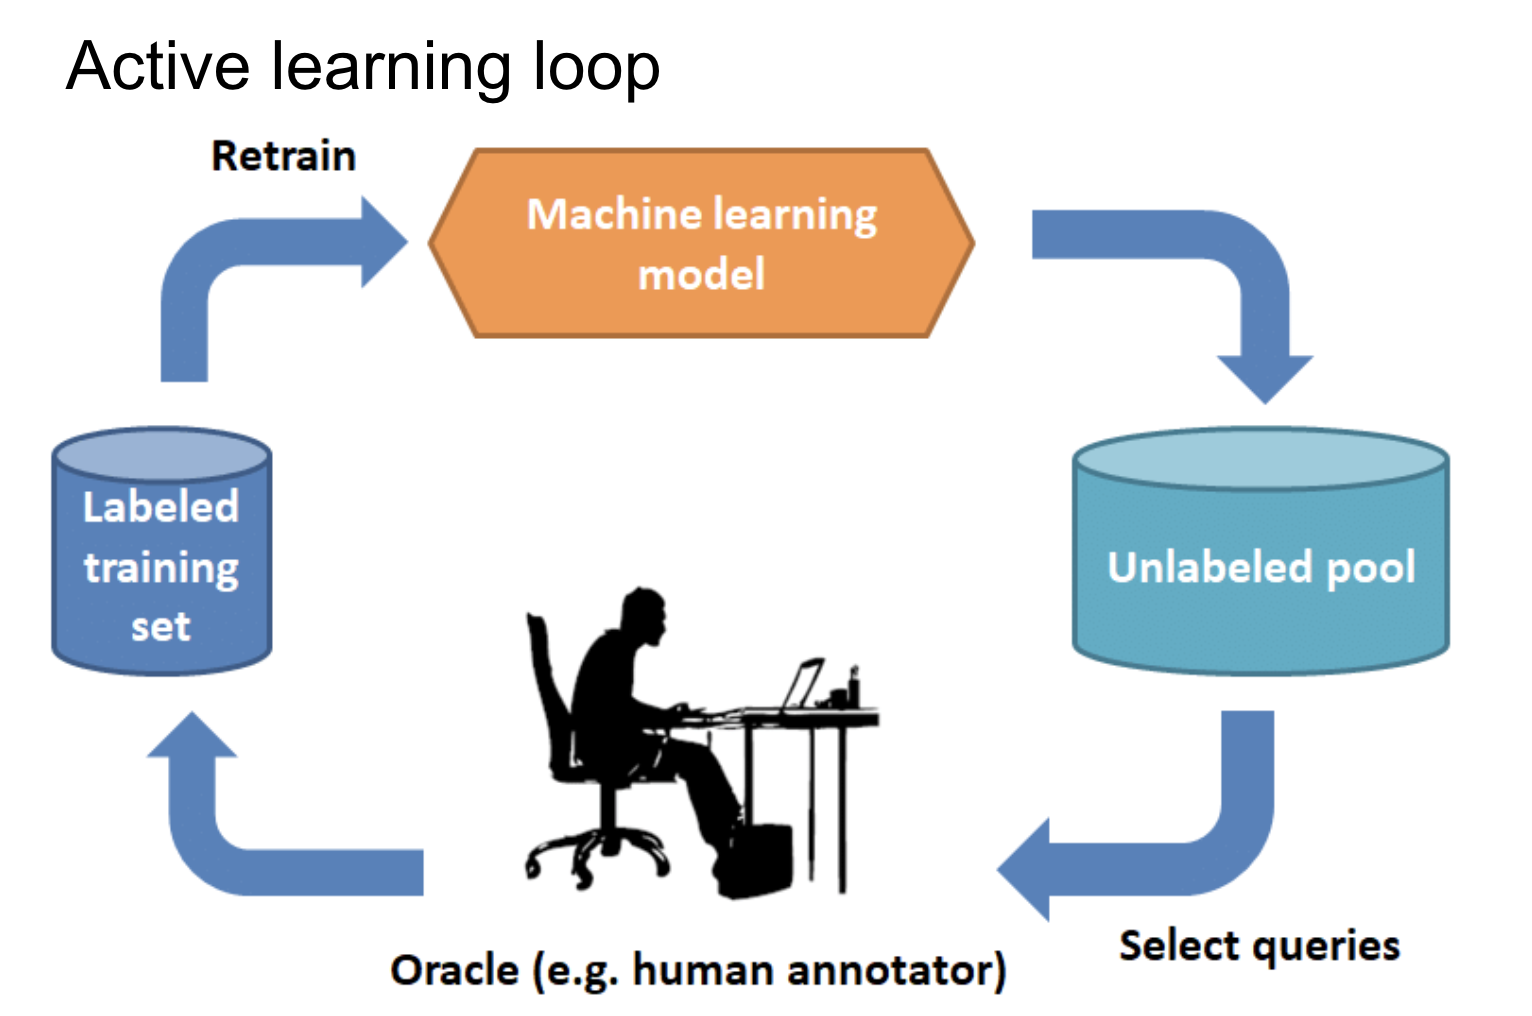 Active learning loop
Retrain
Machine learning
model
Labeled
training
set
Unlabeled pool
Select queries
Oracle (e.g. human annotator)